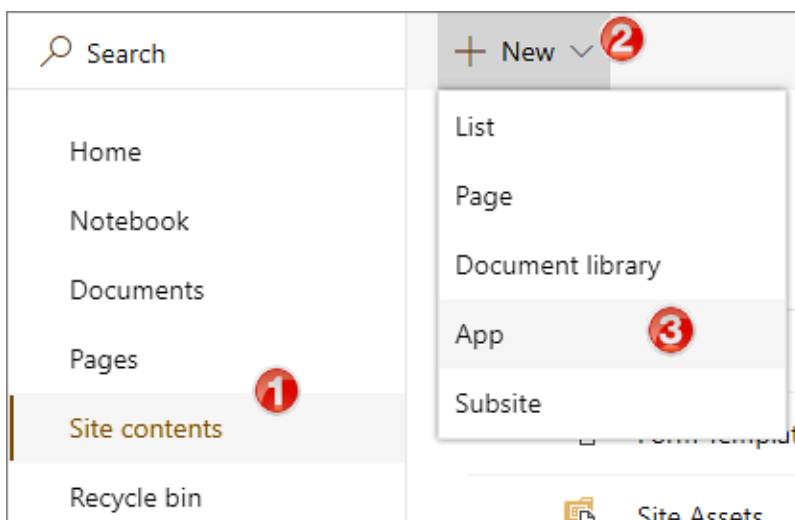 Search
Home
Notebook
Documents
Pages
1
Site contents
Recycle bin
New 2
List
Page
Document library
App 3
Subsite
Site Assets